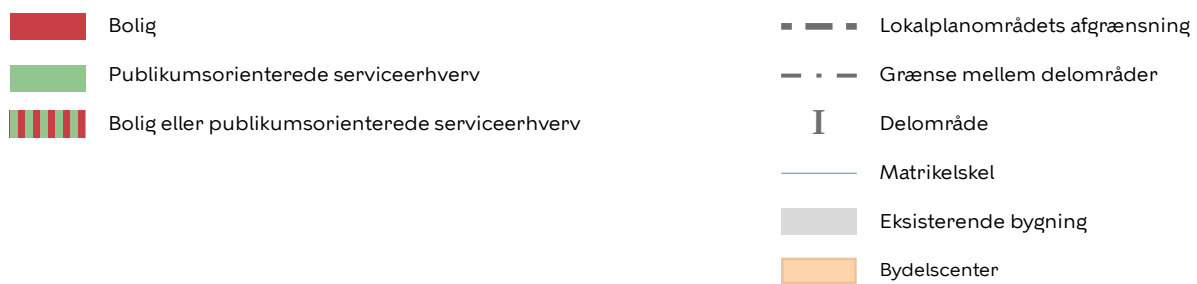 Bolig
Publikumsorienterede serviceerhverv
Bolig eller publikumsorienterede serviceerhverv
Lokalplanområdets afgrænsning
Grænse mellem delområder
I Delområde
Matrikelskel
Eksisterende bygning
Bydelscenter